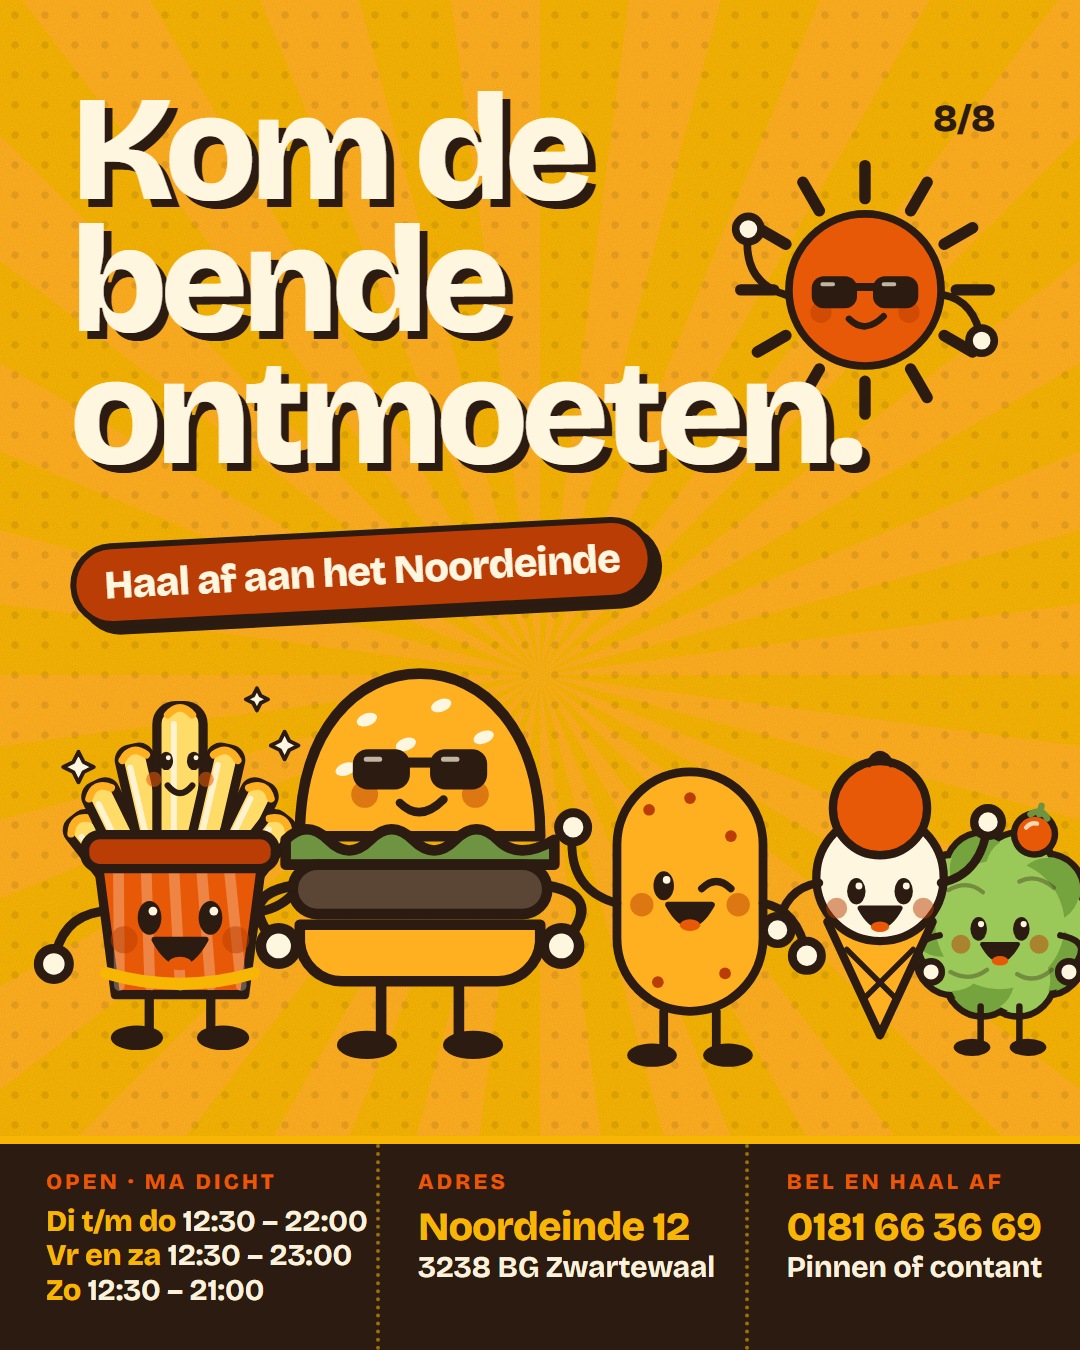 8/8
Kom de
bende
ontmoeten.
Haal af aan het Noordeinde
OPEN · MA DICHT
Di t/m do 12:30 – 22:00
Vr en za 12:30 – 23:00
Zo 12:30 – 21:00
ADRES
Noordeinde 12
3238 BG Zwartewaal
BEL EN HAAL AF
0181 66 36 69
Pinnen of contant